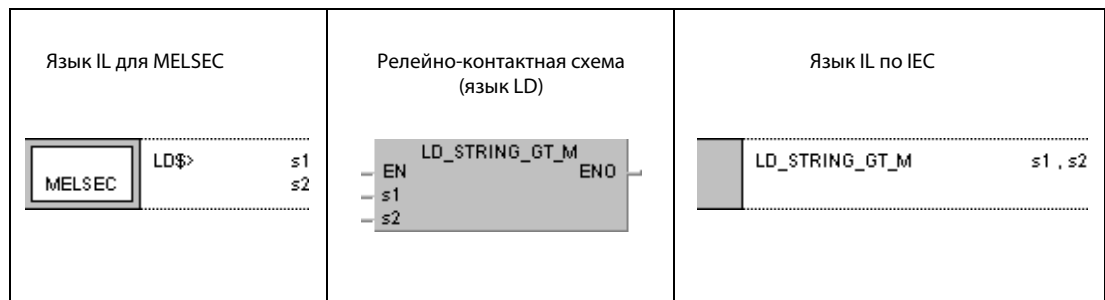 Язык IL для MELSEC
MELSEC
LD$> s1
s2
Релейно-контактная схема
(язык LD)
LD_STRING_GT_M
EN ENO
s1
s2
Язык IL по IEC
LD_STRING_GT_M s1 , s2